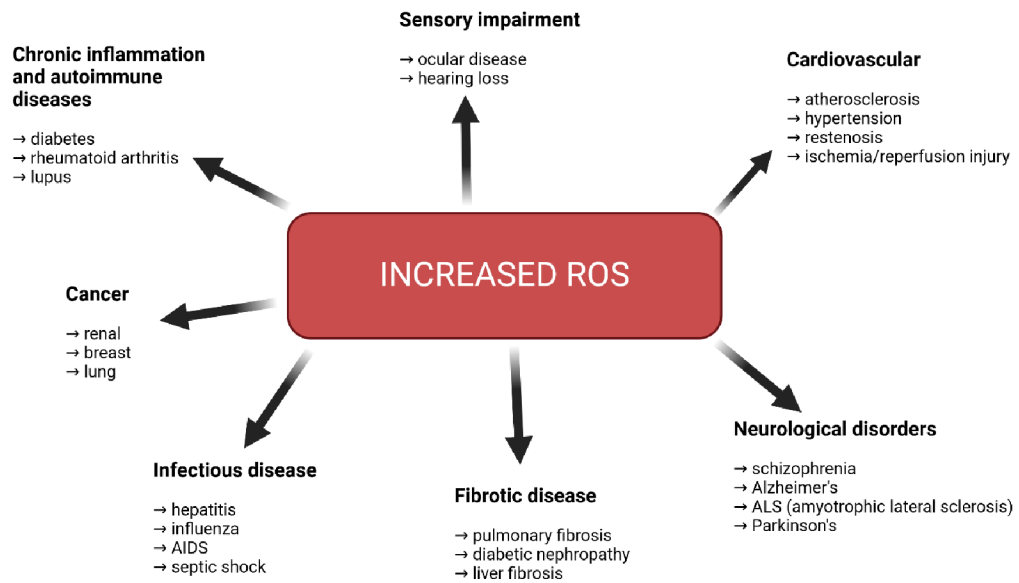 Sensory impairment
→ ocular disease
→ hearing loss
Chronic inflammation
and autoimmune
diseases
→ diabetes
→ rheumatoid arthritis
→ lupus
Cardiovascular
→ atherosclerosis
→ hypertension
→ restenosis
→ ischemia/reperfusion injury
INCREASED ROS
Cancer
→ renal
→ breast
→ lung
Infectious disease
→ hepatitis
→ influenza
→ AIDS
→ septic shock
Fibrotic disease
→ pulmonary fibrosis
→ diabetic nephropathy
→ liver fibrosis
Neurological disorders
→ schizophrenia
→ Alzheimer's
→ ALS (amyotrophic lateral sclerosis)
→ Parkinson's